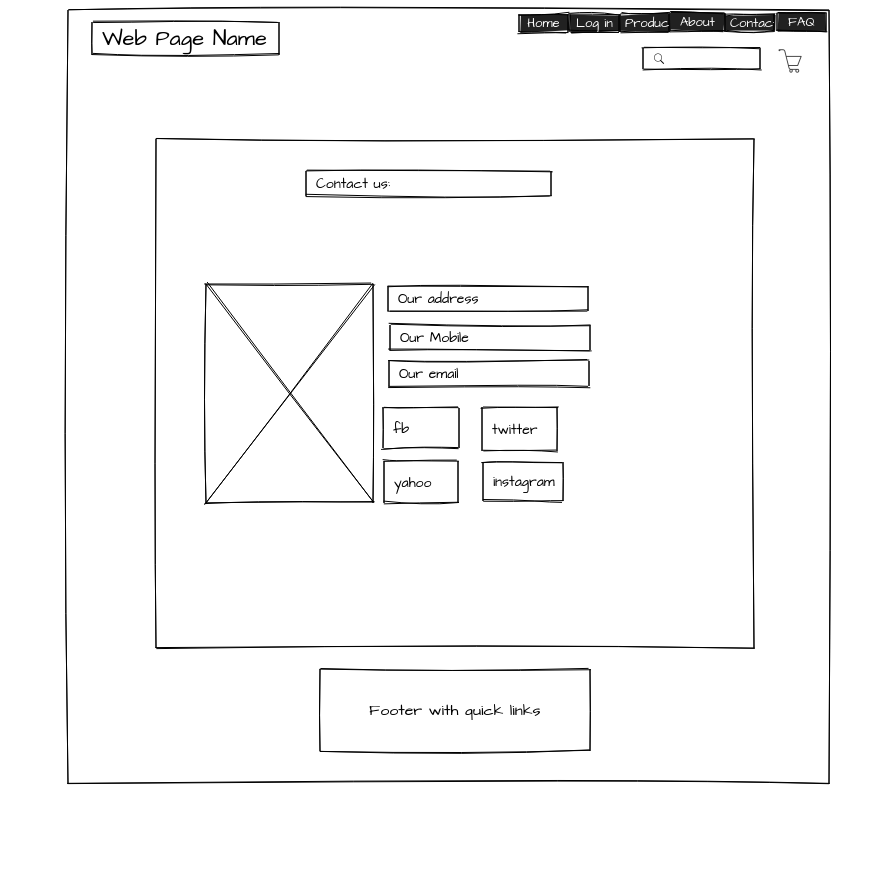 Home Log in Produc About Contac FAQ
Web Page Name
Contact us:
Our address
Our Mobile
Our email
fb twitter
yahoo instagram
Footer with quick links